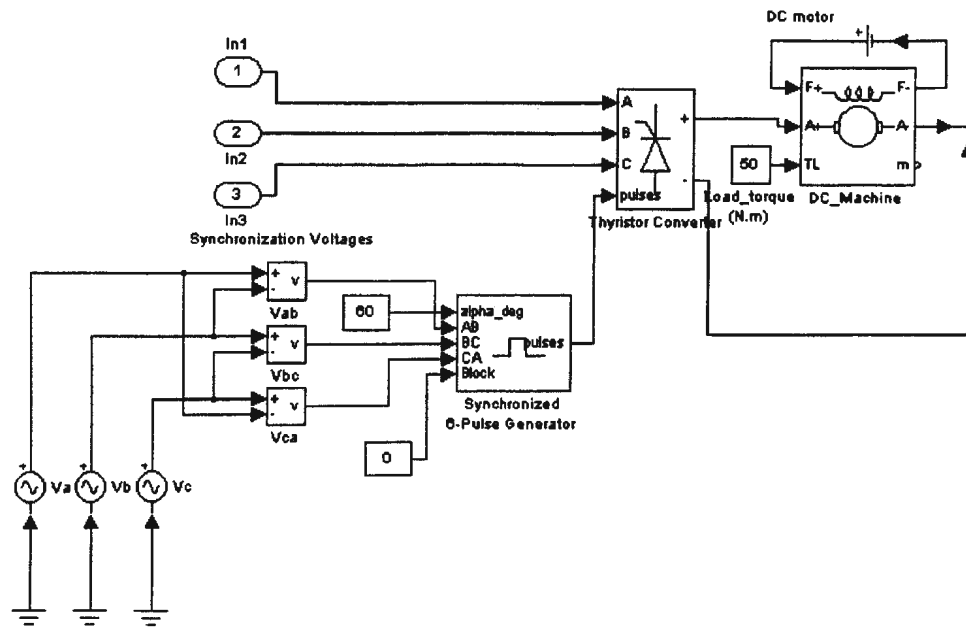 DC motor
In1
1
2
In2
3
In3
A
B
C
pulses
+
-
Thyristor Converter
50
Load_torque
(N.m)
+
F+
F-
A+
A-
TL
m
DC_Machine
Synchronization Voltages
+
-
v
Vab
+
-
v
Vbc
+
-
v
Vca
60
alpha_deg
AB
BC
CA
Block
pulses
Synchronized
6-Pulse Generator
0
+
Va
+
Vb
+
Vc